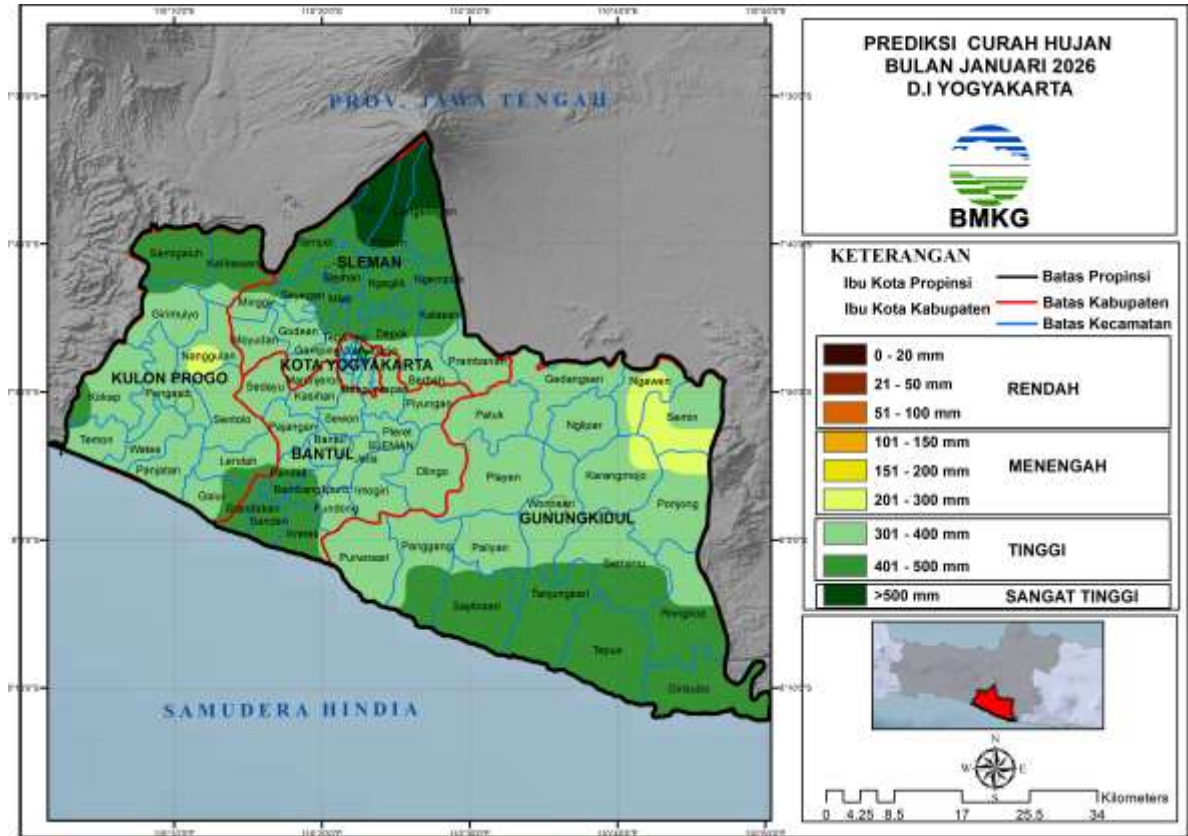 PREDIKSI CURAH HUJAN
BULAN JANUARI 2026
D.I YOGYAKARTA
BMKG
KETERANGAN
Ibu Kota Propinsi
Ibu Kota Kabupaten
Batas Propinsi
Batas Kabupaten
Batas Kecamatan
0 - 20 mm
21 - 50 mm
51 - 100 mm
RENDAH
101 - 150 mm
151 - 200 mm
201 - 300 mm
MENENGAH
301 - 400 mm
401 - 500 mm
TINGGI
>500 mm
SANGAT TINGGI
N
W
E
S
Kilometers
0 4.25 8.5 17 25.5 34
PROV. JAWA TENGAH
Samigaluh
Kalibawang
Tempel
SLEMAN
Sleman
Ngaglik
Ngemplak
Seyegan
Mlati
Minggir
Girimulyo
Kalasan
Godean
Depok
Moyudan
Gamping
Nanggulan
Prambanan
KOTA YOGYAKARTA
KULON PROGO
Berbah
Gedangsari
Ngawen
Sedayu
Kasihan
Pengasih
Kokap
Piyungan
Patuk
Nglipar
Semin
Sentolo
Pajangan
Sewon
Pleret
Bantul
SLEMAN
Temon
Wates
BANTUL
Jetis
Panjatan
Lendah
Pandak
Dlingo
Playen
Karangmojo
Galur
Imogiri
Wonosari
Ponjong
Srandakan
Pundong
Sanden
Kretek
GUNUNGKIDUL
Purwosari
Panggang
Paliyan
Semanu
Saptosari
Tanjungsari
Rongkop
Tepus
Girisubo
SAMUDERA HINDIA